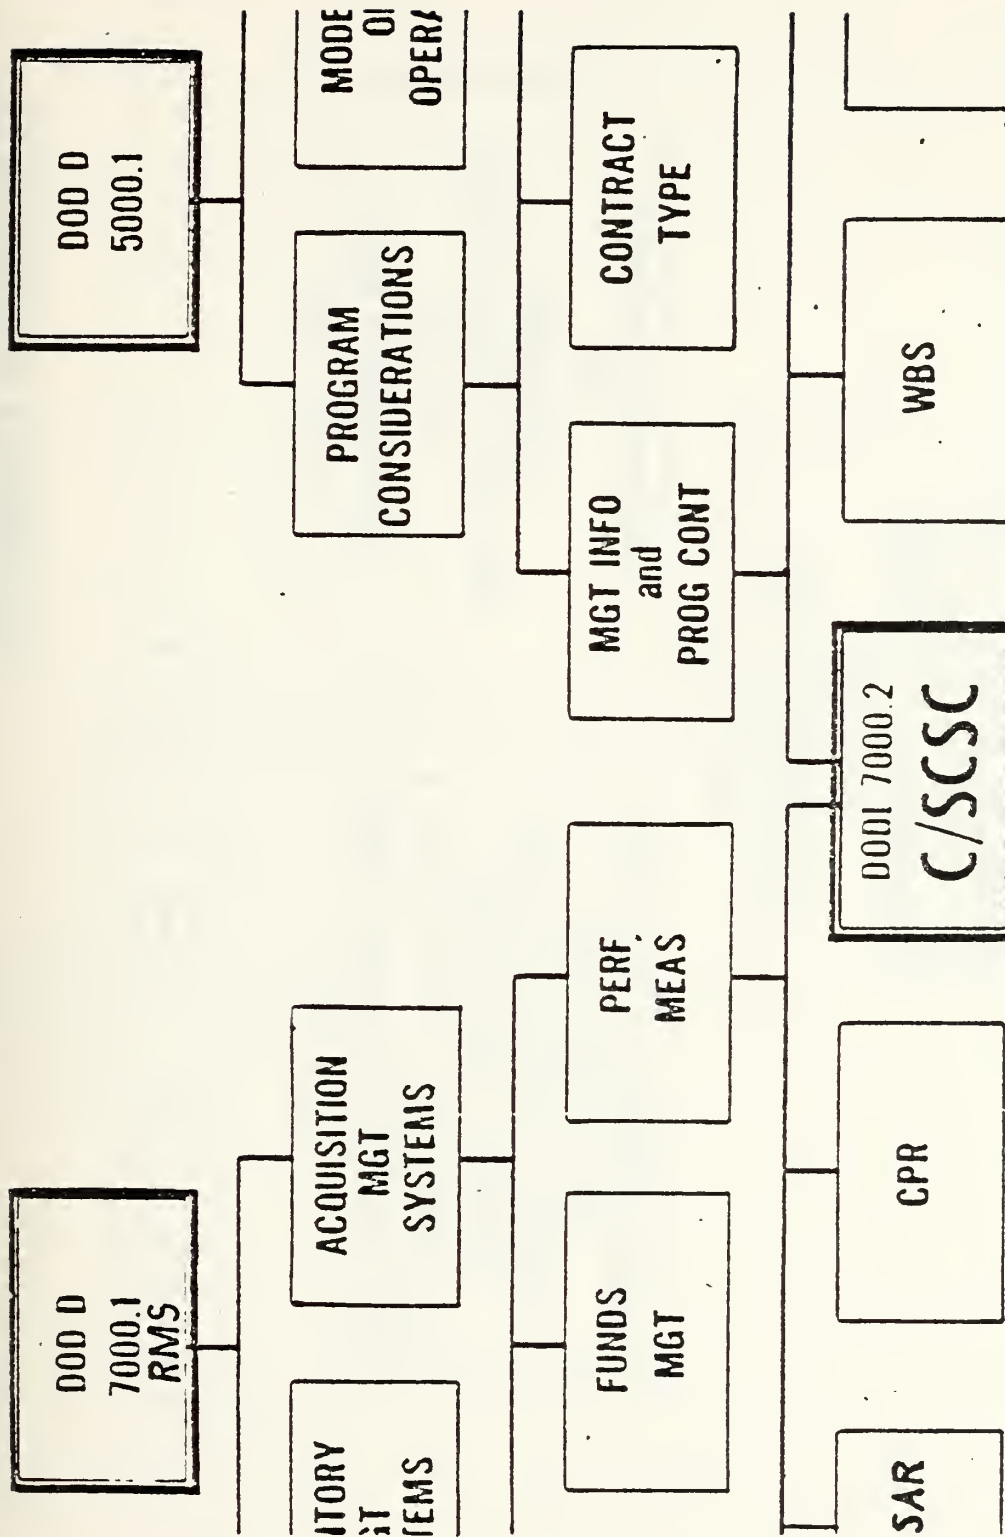 DOD D
7000.1
RMS
DOD D
5000.1
ACQUISITION
MGT
SYSTEMS
PROGRAM
CONSIDERATIONS
MODE
OPERA
FUNDS
MGT
PERF.
MEAS
MGT INFO
and
PROG CONT
CONTRACT
TYPE
SAR
CPR
DODI 7000.2
C/SCSC
WBS